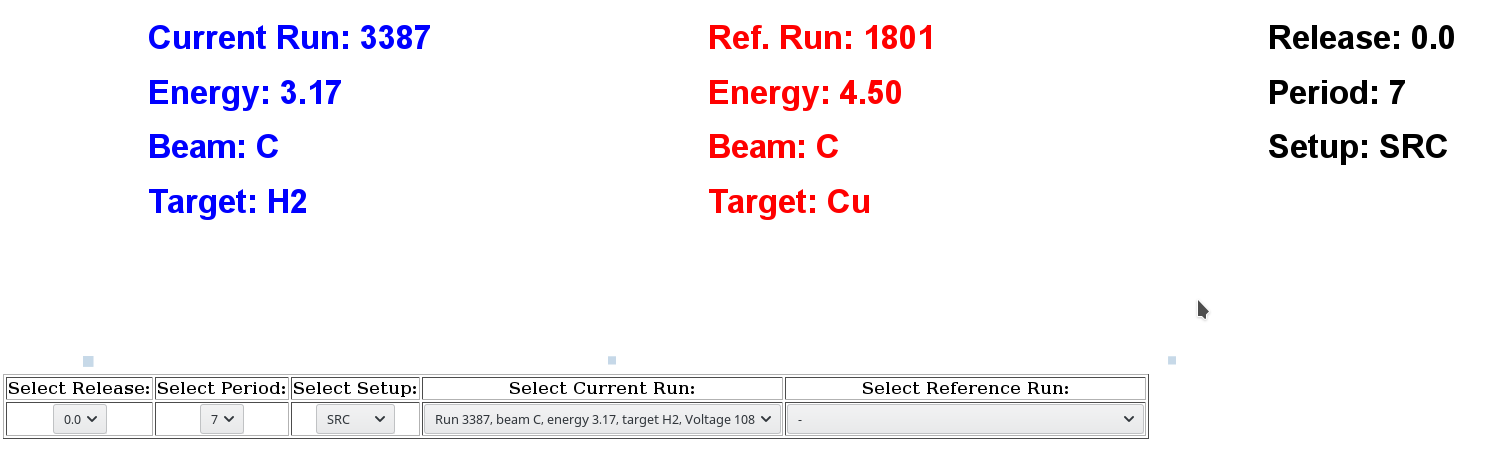 Current Run: 3387
Energy: 3.17
Beam: C
Target: H2
Ref. Run: 1801
Energy: 4.50
Beam: C
Target: Cu
Release: 0.0
Period: 7
Setup: SRC
Select Release: Select Period: Select Setup: Select Current Run: Select Reference Run:
0.0 7 SRC Run 3387, beam C, energy 3.17, target H2, Voltage 108 -